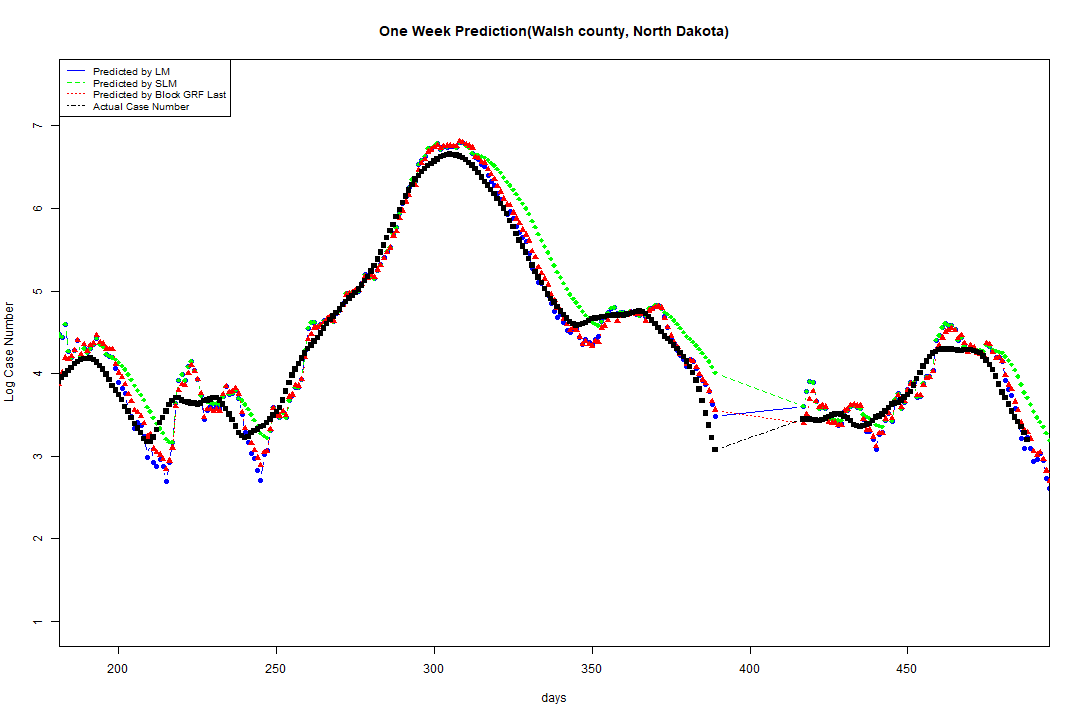 One Week Prediction(Walsh county, North Dakota)
Predicted by LM
Predicted by SLM
Predicted by Block GRF Last
Actual Case Number
7
6
5
4
3
2
1
Log Case Number
200 250 300 350 400 450
days